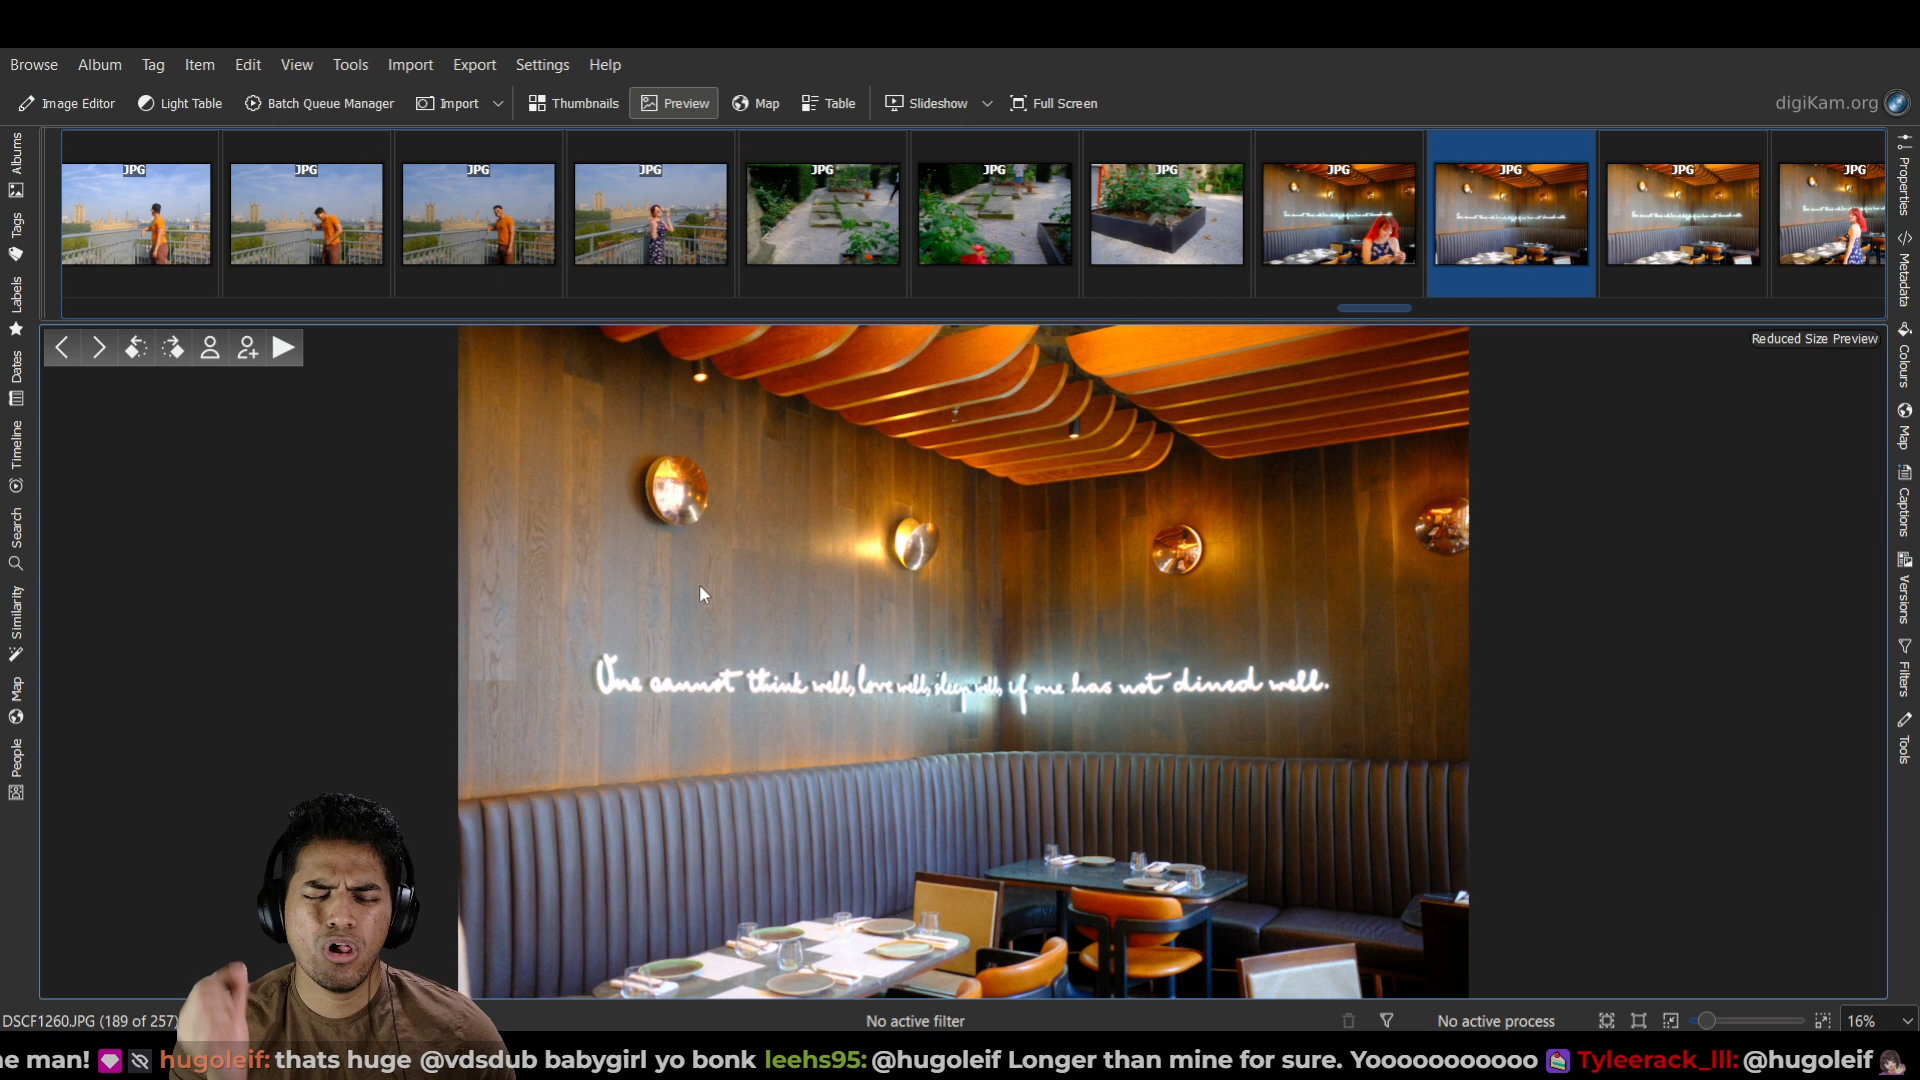 Browse Album Tag Item Edit View Tools Import Export Settings Help
Image Editor Light Table Batch Queue Manager Import Thumbnails Preview Map Table Slideshow Full Screen digiKam.org
JPG JPG JPG JPG JPG JPG JPG JPG JPG JPG JPG
Albums
Tags
Labels
Dates
Timeline
Search
Similarity
Map
People
Reduced Size Preview
One cannot think well, love well, sleep well, if one has not dined well.
Properties
Metadata
Colours
Map
Captions
Versions
Filters
Tools
DSCF1260.JPG (189 of 257) No active filter No active process 16%
ne man! hugoleif: thats huge @vdsdub babygirl yo bonk leehs95: @hugoleif Longer than mine for sure. Yooooooooooo Tyleerack_lll: @hugoleif